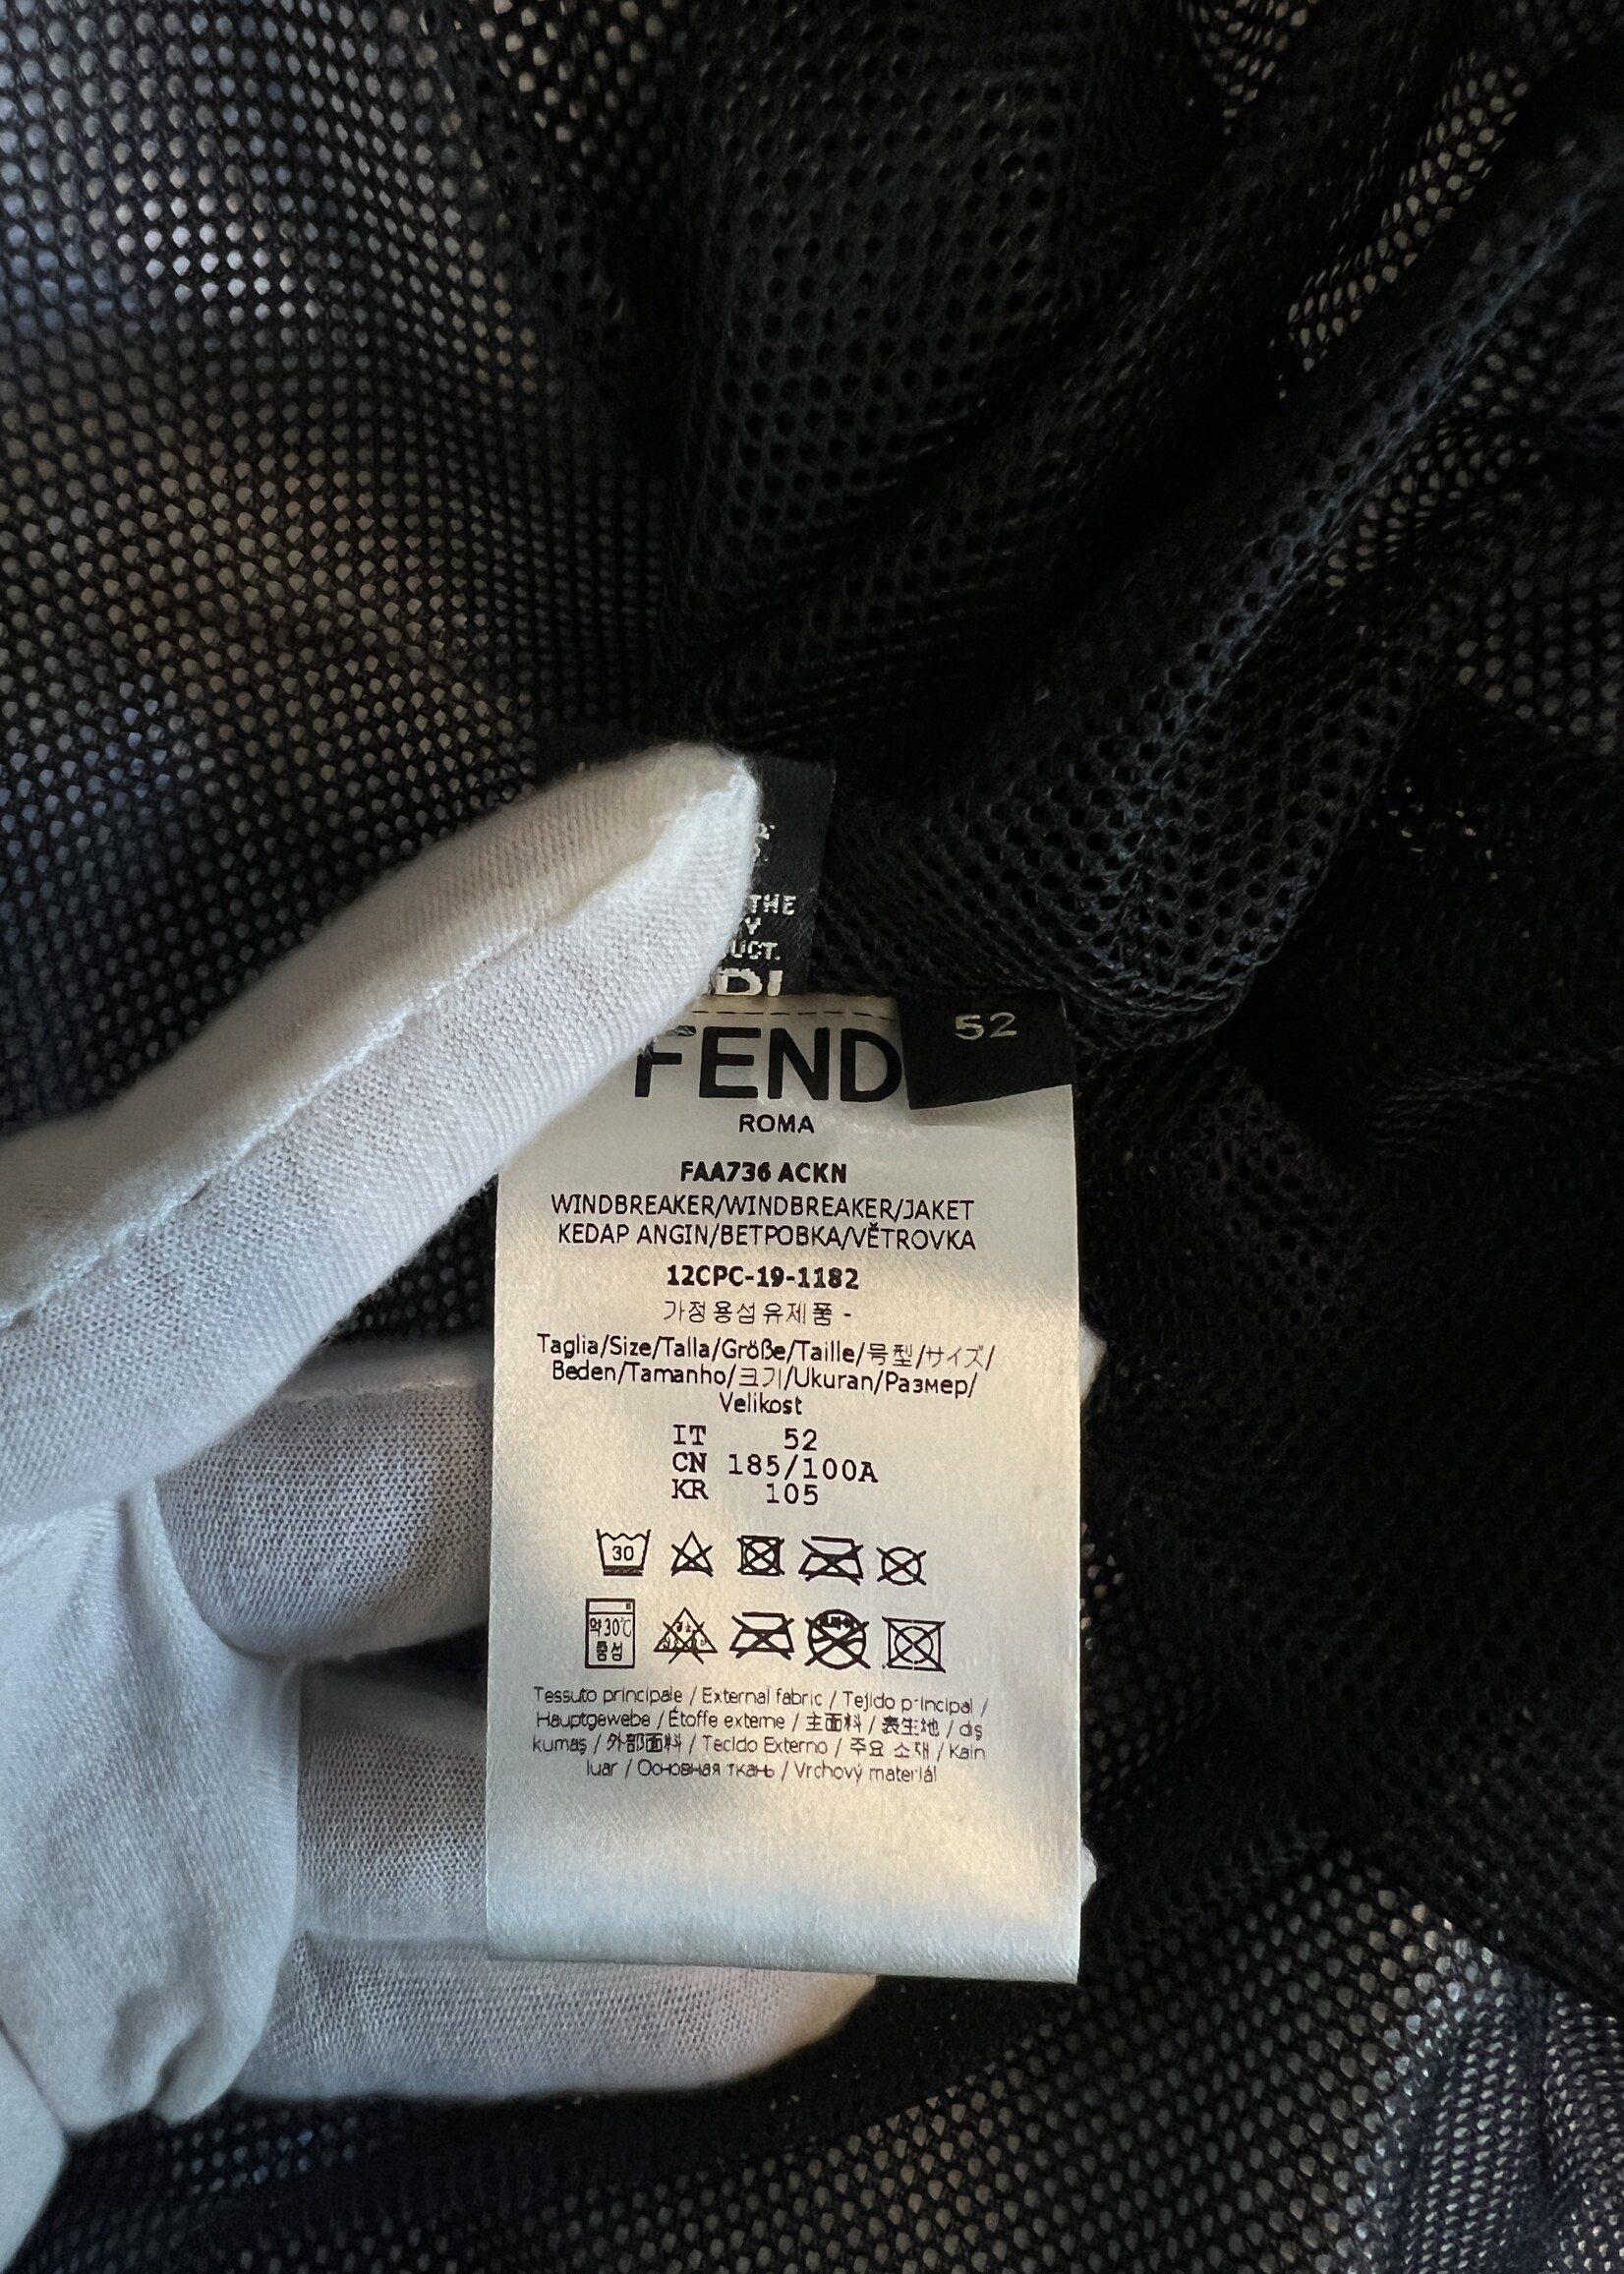 THE
UCT.
DI
52
FEND
ROMA
FAA736 ACKN
WINDBREAKER/WINDBREAKER/JAKET
KEDAP ANGIN/ВЕТРОВКА/VĚTROVKA
12CPC-19-1182
가정용섬유제품 -
Taglia/Size/Talla/Größe/Taille/号型/サイズ/
Beden/Tamanho/크기/Ukuran/Размер/
Velikost
IT 52
CN 185/100A
KR 105
30
약30℃
중성
Tessuto principale / External fabric / Tejido principal /
Hauptgewebe / Étoffe externe / 主面料 / 表生地 / dış
kumaş / 外部面料 / Tecido Externo / 주요 소재 / Kain
luar / Основная ткань / Vrchový materiál